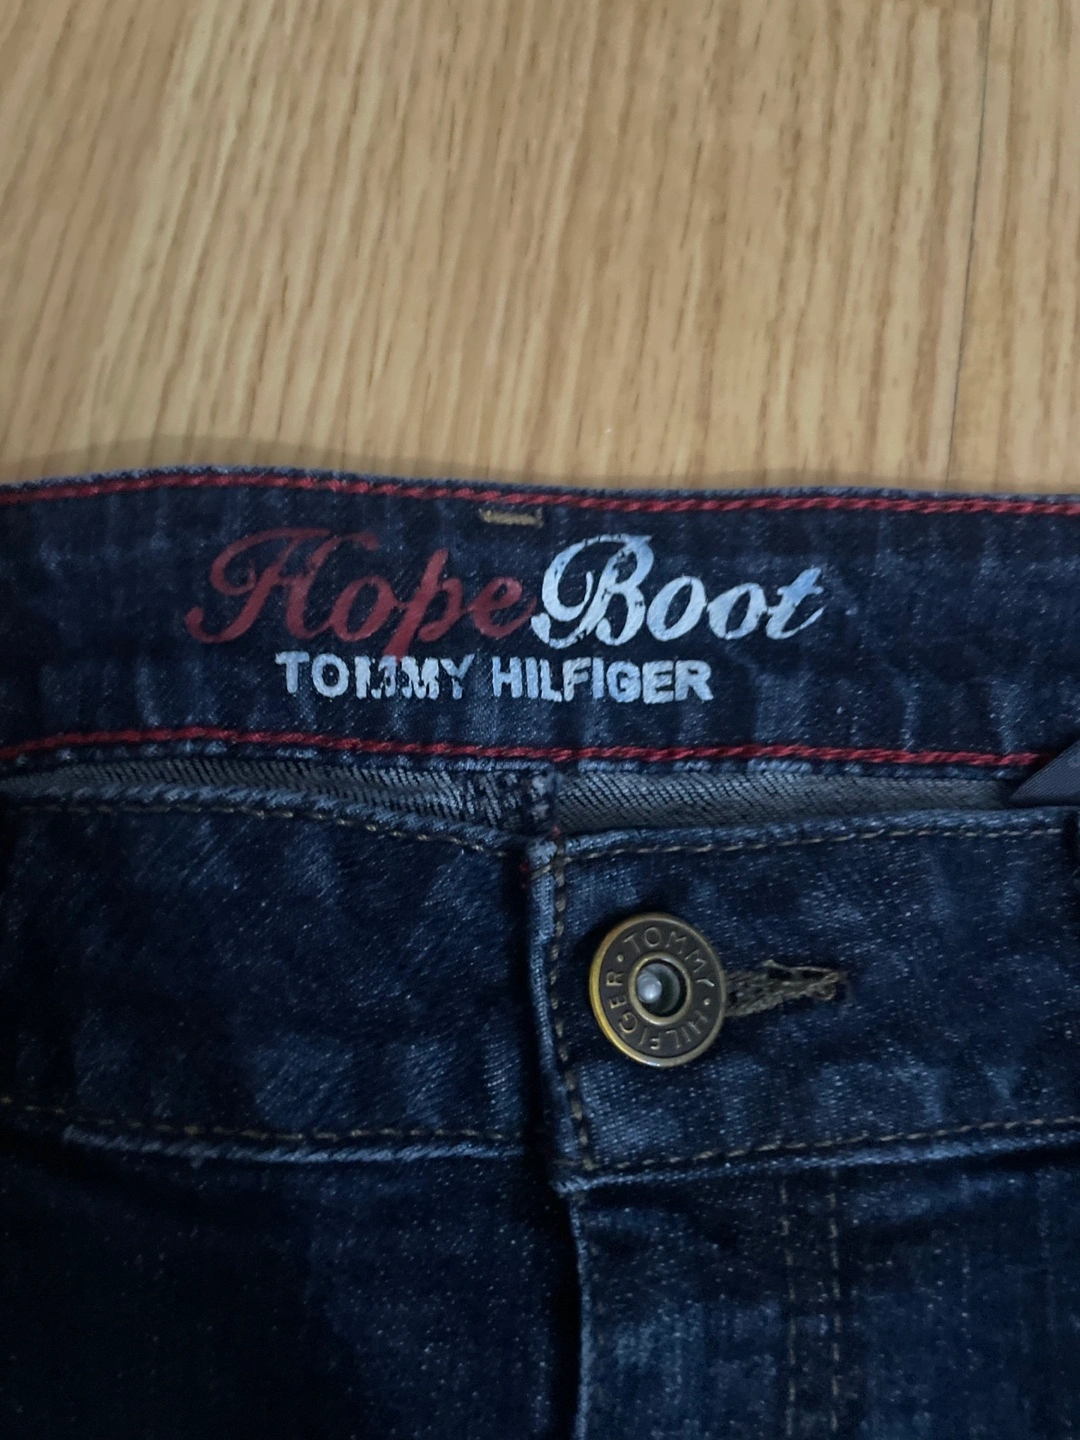 Hope Boot
TOMMY HILFIGER
TOMMY • HILFIGER •